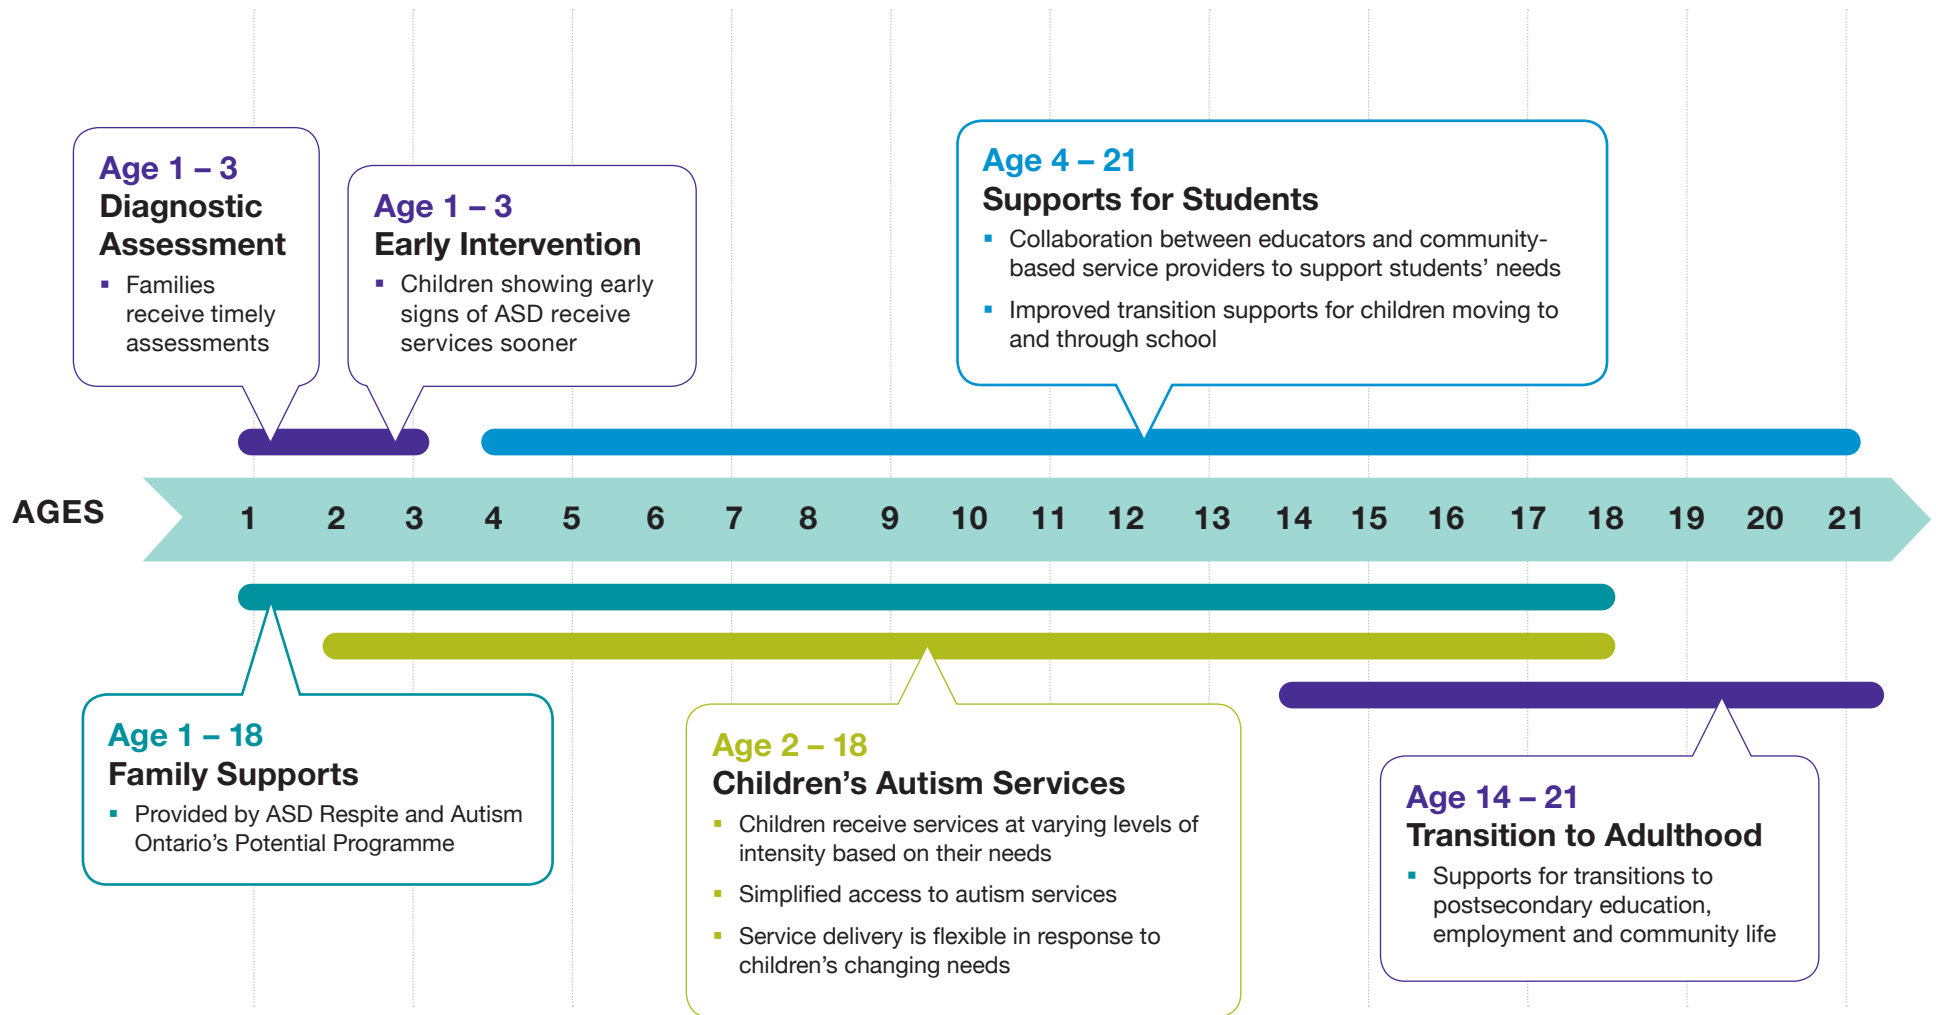 Age 1 – 3
Diagnostic
Assessment
▪ Families
receive timely
assessments
Age 1 – 3
Early Intervention
▪ Children showing early
signs of ASD receive
services sooner
Age 4 – 21
Supports for Students
▪ Collaboration between educators and community-
based service providers to support students’ needs
▪ Improved transition supports for children moving to
and through school
AGES 1 2 3 4 5 6 7 8 9 10 11 12 13 14 15 16 17 18 19 20 21
Age 1 – 18
Family Supports
▪ Provided by ASD Respite and Autism
Ontario’s Potential Programme
Age 2 – 18
Children’s Autism Services
▪ Children receive services at varying levels of
intensity based on their needs
▪ Simplified access to autism services
▪ Service delivery is flexible in response to
children’s changing needs
Age 14 – 21
Transition to Adulthood
▪ Supports for transitions to
postsecondary education,
employment and community life